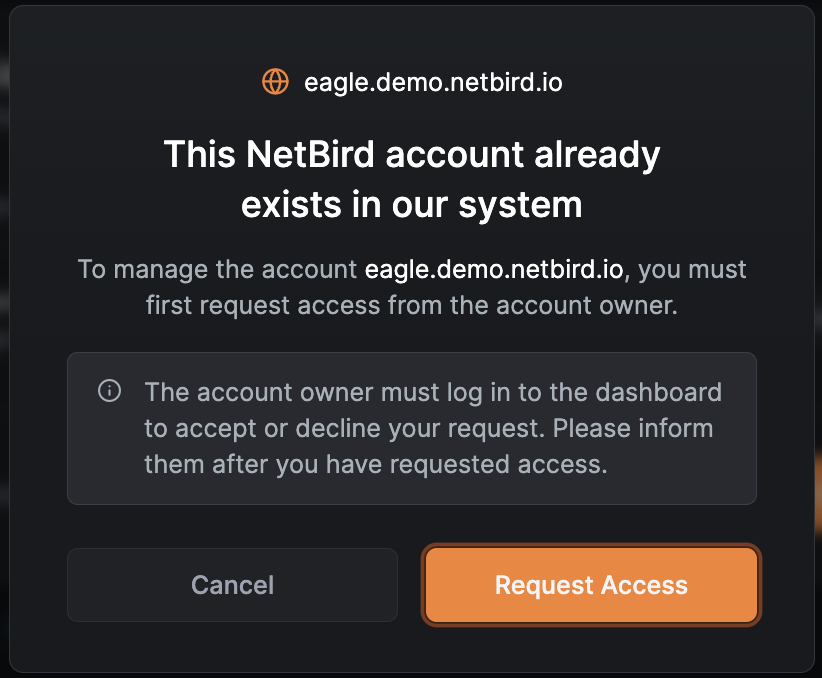 eagle.demo.netbird.io
This NetBird account already
exists in our system
To manage the account eagle.demo.netbird.io, you must
first request access from the account owner.
The account owner must log in to the dashboard
to accept or decline your request. Please inform
them after you have requested access.
Cancel
Request Access